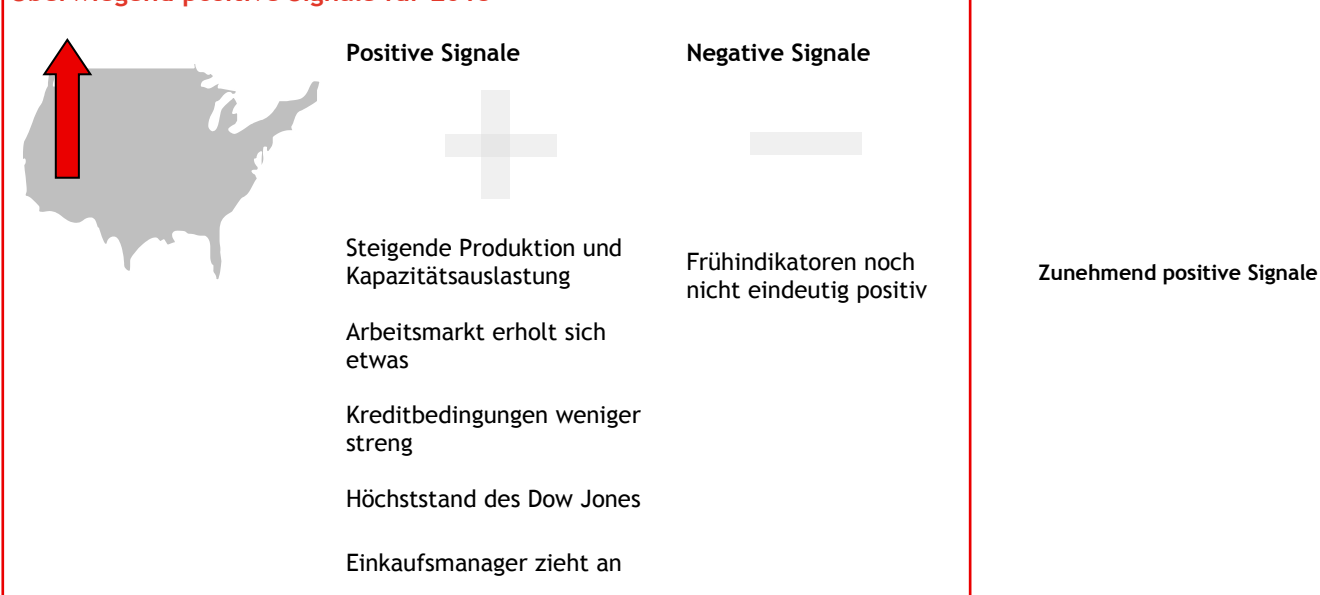 Positive Signale
Negative Signale
Steigende Produktion und
Kapazitätsauslastung
Arbeitsmarkt erholt sich
etwas
Kreditbedingungen weniger
streng
Höchststand des Dow Jones
Einkaufsmanager zieht an
Frühindikatoren noch
nicht eindeutig positiv
Zunehmend positive Signale